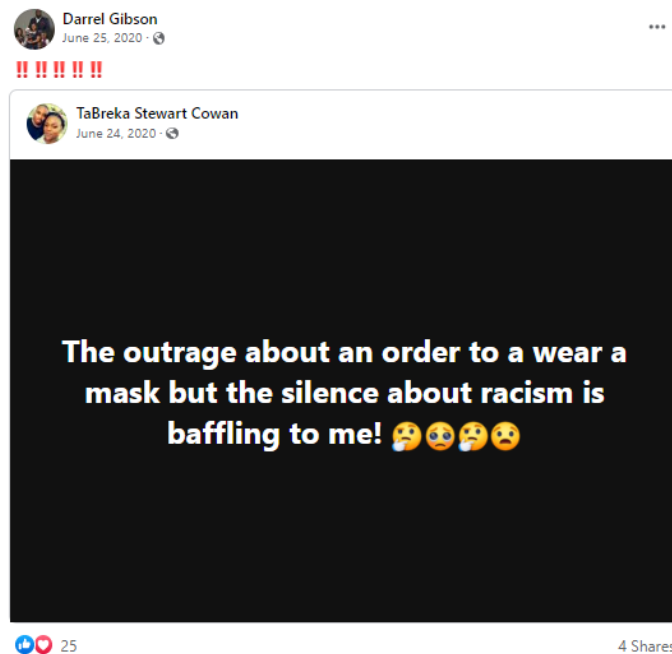 Darrel Gibson
June 25, 2020 ·
‼️‼️‼️‼️‼️
TaBreka Stewart Cowan
June 24, 2020 ·
The outrage about an order to a wear a
mask but the silence about racism is
baffling to me!
25
4 Shares